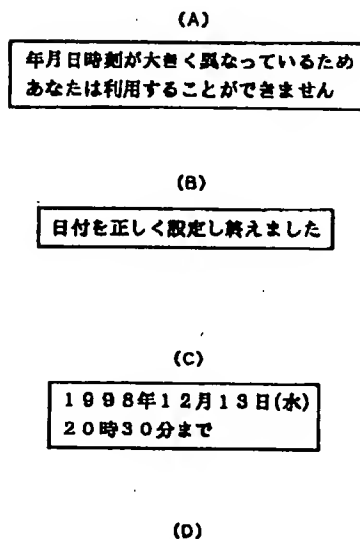 (A)
年月日時刻が大きく異なっているため
あなたは利用することができません
(B)
日付を正しく設定し終えました
(C)
1998年12月13日(水)
20時30分まで
(D)